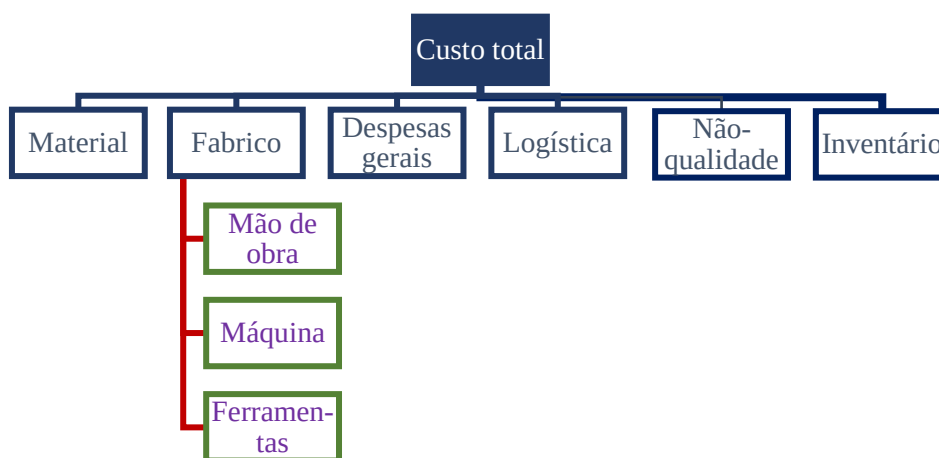 Custo total
Material
Fabrico
Despesas
gerais
Logística
Não-
qualidade
Inventário
Mão de
obra
Máquina
Ferramen-
tas